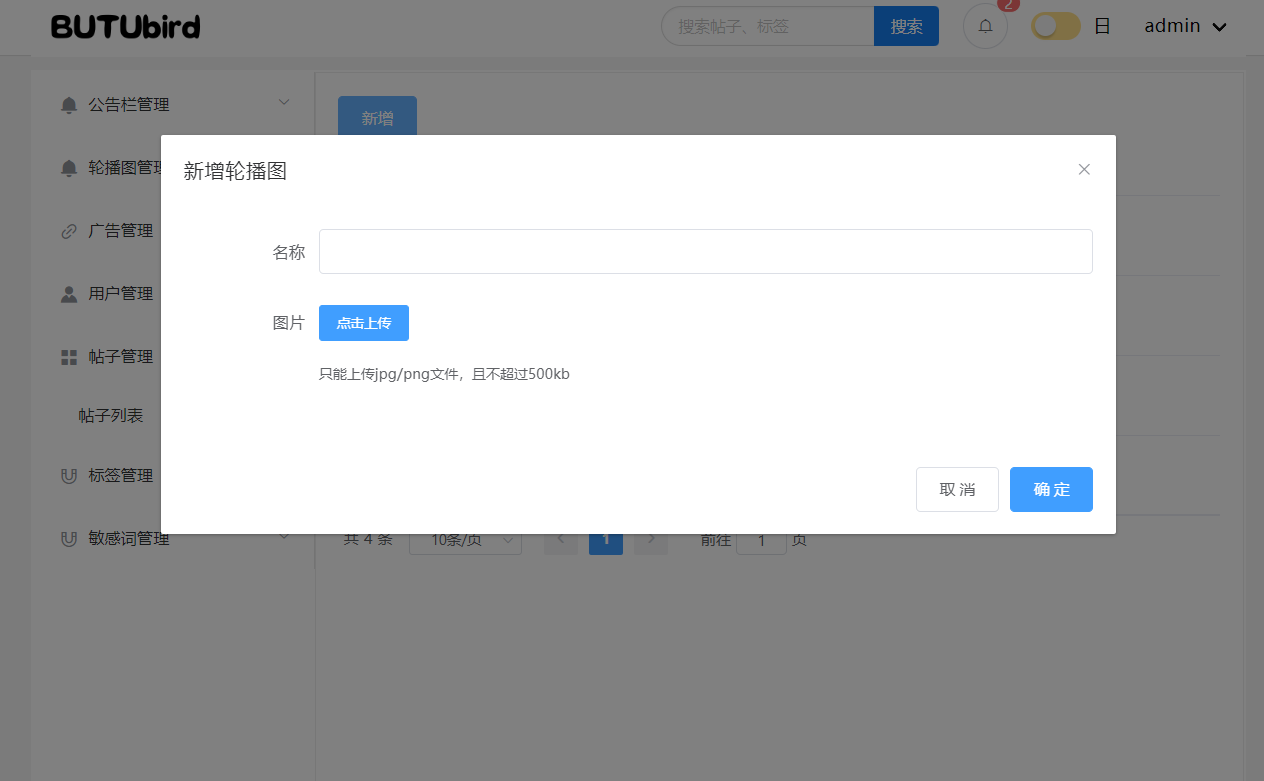 BUTUbird
搜索帖子、标签
搜索
2
日
admin
公告栏管理
新增
轮播图管理
广告管理
用户管理
帖子管理
帖子列表
标签管理
敏感词管理
新增轮播图
名称
图片
点击上传
只能上传jpg/png文件，且不超过500kb
取 消
确 定
共 4 条
10条/页
1
前往
1
页